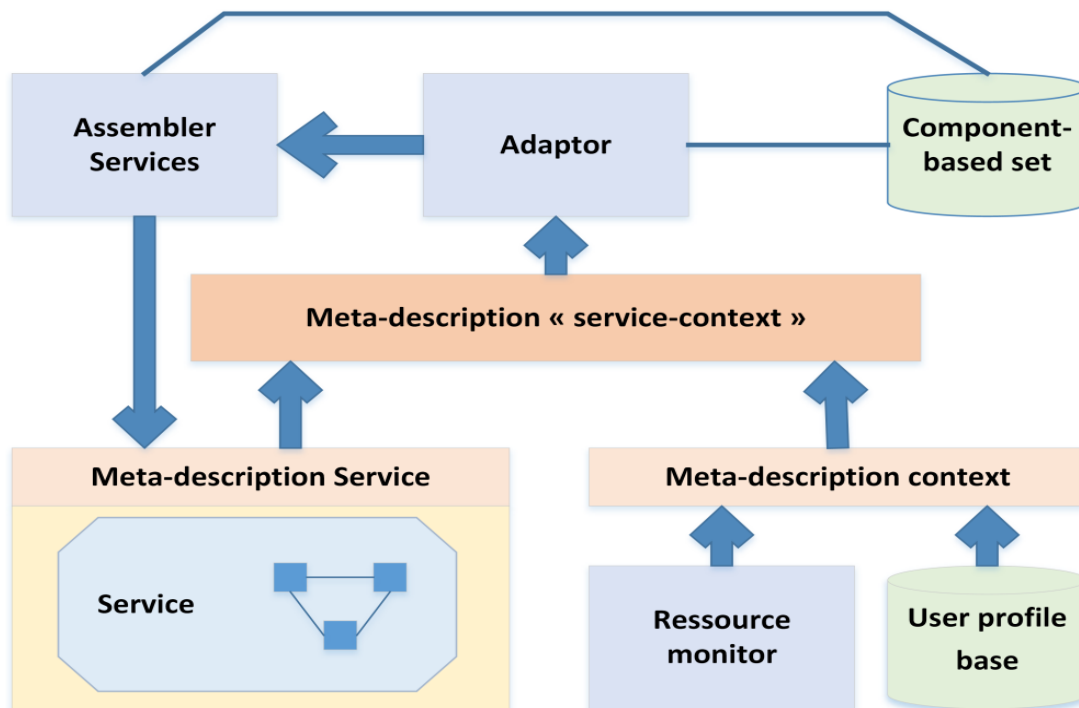 Assembler
Services
Adaptor
Component-
based set
Meta-description « service-context »
Meta-description Service
Meta-description context
Service
Ressource
monitor
User profile
base